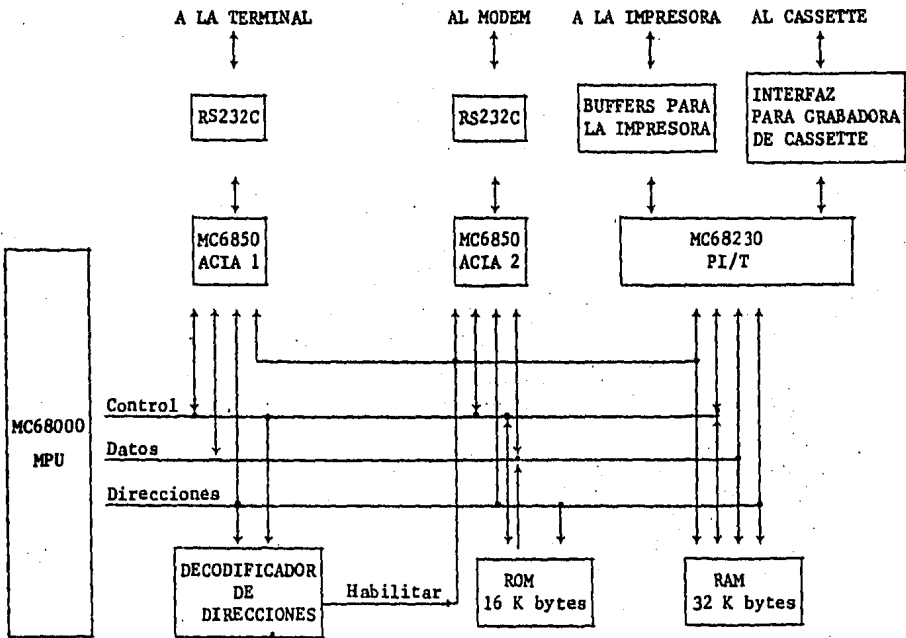 A LA TERMINAL
AL MODEM
A LA IMPRESORA
AL CASSETTE
RS232C
RS232C
BUFFERS PARA
LA IMPRESORA
INTERFAZ
PARA GRABADORA
DE CASSETTE
MC6850
ACIA 1
MC6850
ACIA 2
MC68230
PI/T
MC68000
MPU
Control
Datos
Direcciones
DECODIFICADOR
DE
DIRECCIONES
Habilitar
ROM
16 K bytes
RAM
32 K bytes